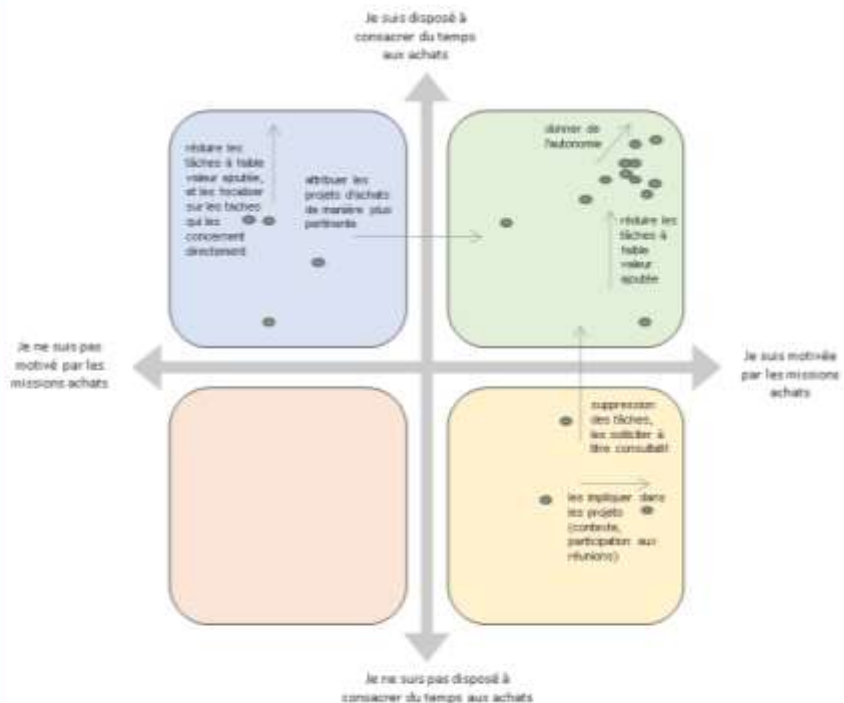 Je suis disposé à
consacrer du temps
aux achats
réduire les
tâches à faible
valeur ajoutée,
et les focaliser
sur les tâches
qui les
concernent
directement
attribuer les
projets d'achats
de manière plus
pertinente
donner de
l'autonomie
réduire les
tâches à
faible
valeur
ajoutée
Je ne suis pas
motivé par les
missions achats
Je suis motivée
par les missions
achats
suppression
des tâches,
les solliciter à
titre consultatif
les impliquer dans
les projets
(contexte,
participation aux
réunions)
Je ne suis pas disposé à
consacrer du temps aux achats